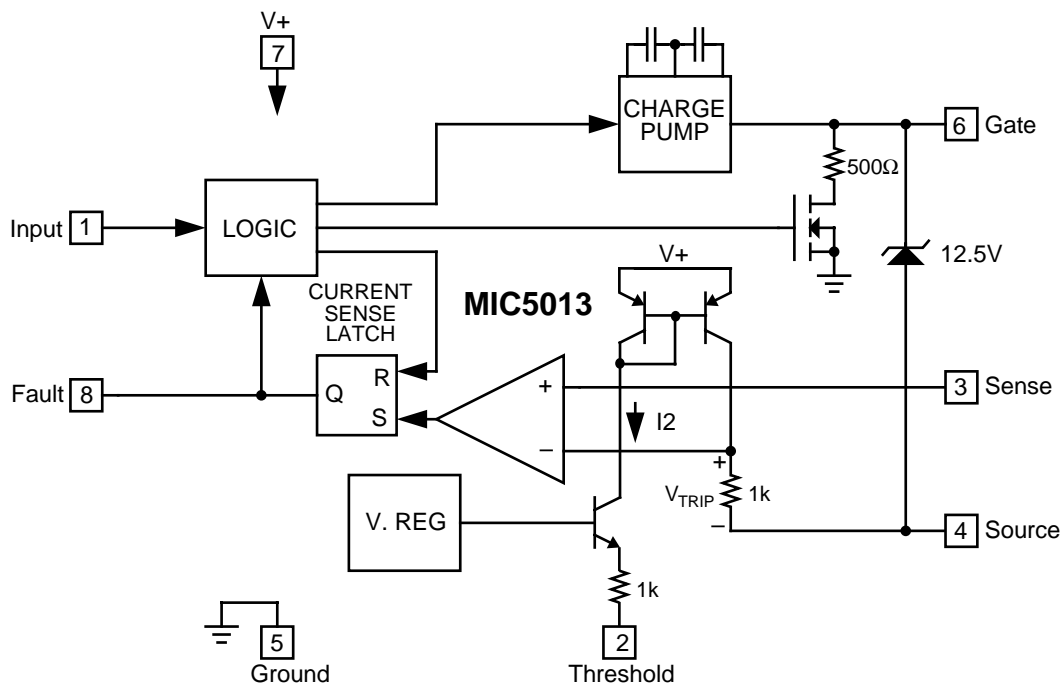 V+
7
CHARGE
PUMP
6 Gate
500Ω
Input 1
LOGIC
V+
12.5V
CURRENT
SENSE
LATCH
MIC5013
R
Fault 8
Q
+
3 Sense
S
I2
–
+
V. REG
VTRIP
1k
–
4 Source
1k
5
2
Ground
Threshold